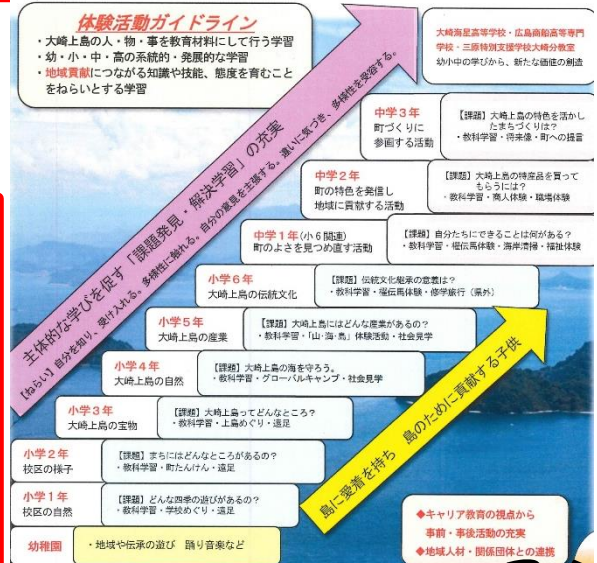 体験活動ガイドライン
・大崎上島の人・物・事を教育材料にして行う学習
・幼・小・中・高の系統的・発展的な学習
・地域貢献につながる知識や技能、態度を育むこと
をねらいとする学習
大崎海星高等学校・広島商船高等専門
学校・三原特別支援学校大崎分教室
幼小中の学びから、新たな価値の創造
主体的な学びを促す「課題発見・解決学習」の充実
【ねらい】自分を知り、受け入れる。多様性に触れる。自分の意見を主張する。違いに気づき、多様性を受容する。
中学3年
町づくりに
参画する活動
【課題】大崎上島の特色を活かし
たまちづくりは？
・教科学習・将来像・町への提言
中学2年
町の特色を発信し
地域に貢献する活動
【課題】大崎上島の特産品を買って
もらうには？
・教科学習・商人体験・職場体験
中学1年(小6関連)
町のよさを見つめ直す活動
【課題】自分たちにできることは何がある？
・教科学習・櫂伝馬体験・海岸清掃・福祉体験
小学6年
大崎上島の伝統文化
【課題】伝統文化継承の意義は？
・教科学習・櫂伝馬体験・修学旅行（県外）
小学5年
大崎上島の産業
【課題】大崎上島にはどんな産業があるの？
・教科学習・「山・海・島」体験活動・社会見学
小学4年
大崎上島の自然
【課題】大崎上島の海を守ろう。
・教科学習・グローバルキャンプ・社会見学
小学3年
大崎上島の宝物
【課題】大崎上島ってどんなところ？
・教科学習・上島めぐり・遠足
小学2年
校区の様子
【課題】まちにはどんなところがあるの？
・教科学習・町たんけん・遠足
小学1年
校区の自然
【課題】どんな四季の遊びがあるの？
・教科学習・学校めぐり・遠足
幼稚園
・地域や伝承の遊び　踊り音楽など
島に愛着を持ち　島のために貢献する子供
◆キャリア教育の視点から
事前・事後活動の充実
◆地域人材・関係団体との連携